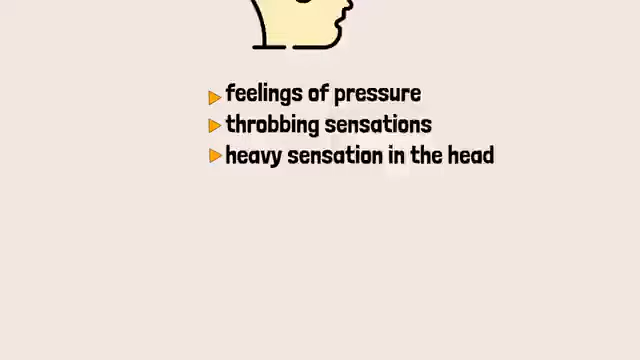 feelings of pressure
throbbing sensations
heavy sensation in the head